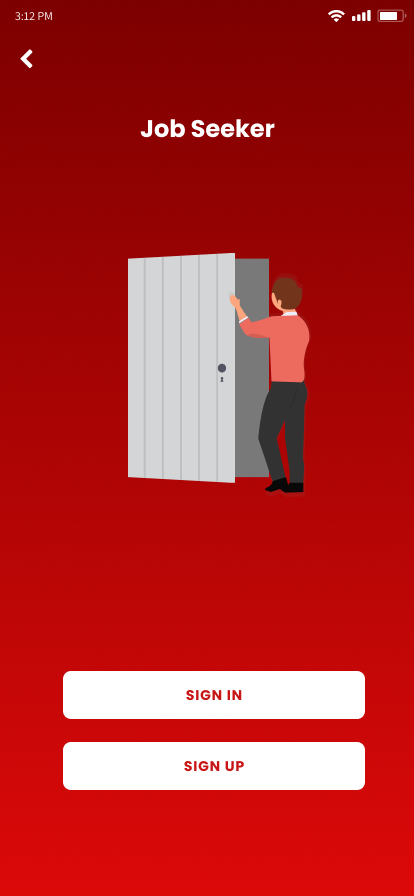 3:12 PM
Job Seeker
SIGN IN
SIGN UP